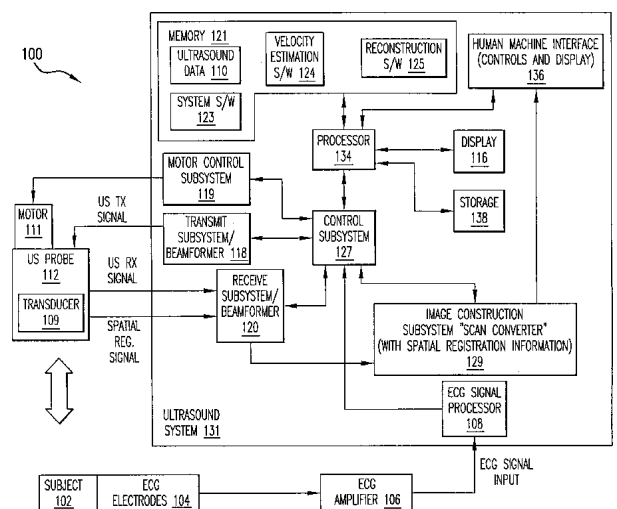 100
MEMORY 121
ULTRASOUND
DATA 110
VELOCITY
ESTIMATION
S/W 124
RECONSTRUCTION
S/W 125
SYSTEM S/W
123
HUMAN MACHINE INTERFACE
(CONTROLS AND DISPLAY)
136
PROCESSOR
134
DISPLAY
116
STORAGE
138
MOTOR CONTROL
SUBSYSTEM
119
US TX
SIGNAL
MOTOR
111
TRANSMIT
SUBSYSTEM/
BEAMFORMER 118
CONTROL
SUBSYSTEM
127
US PROBE
112
US RX
SIGNAL
TRANSDUCER
109
RECEIVE
SUBSYSTEM/
BEAMFORMER
120
SPATIAL
REG.
SIGNAL
IMAGE CONSTRUCTION
SUBSYSTEM "SCAN CONVERTER"
(WITH SPATIAL REGISTRATION INFORMATION)
129
ULTRASOUND
SYSTEM 131
ECG SIGNAL
PROCESSOR
108
ECG SIGNAL
INPUT
SUBJECT
102
ECG
ELECTRODES 104
ECG
AMPLIFIER 106